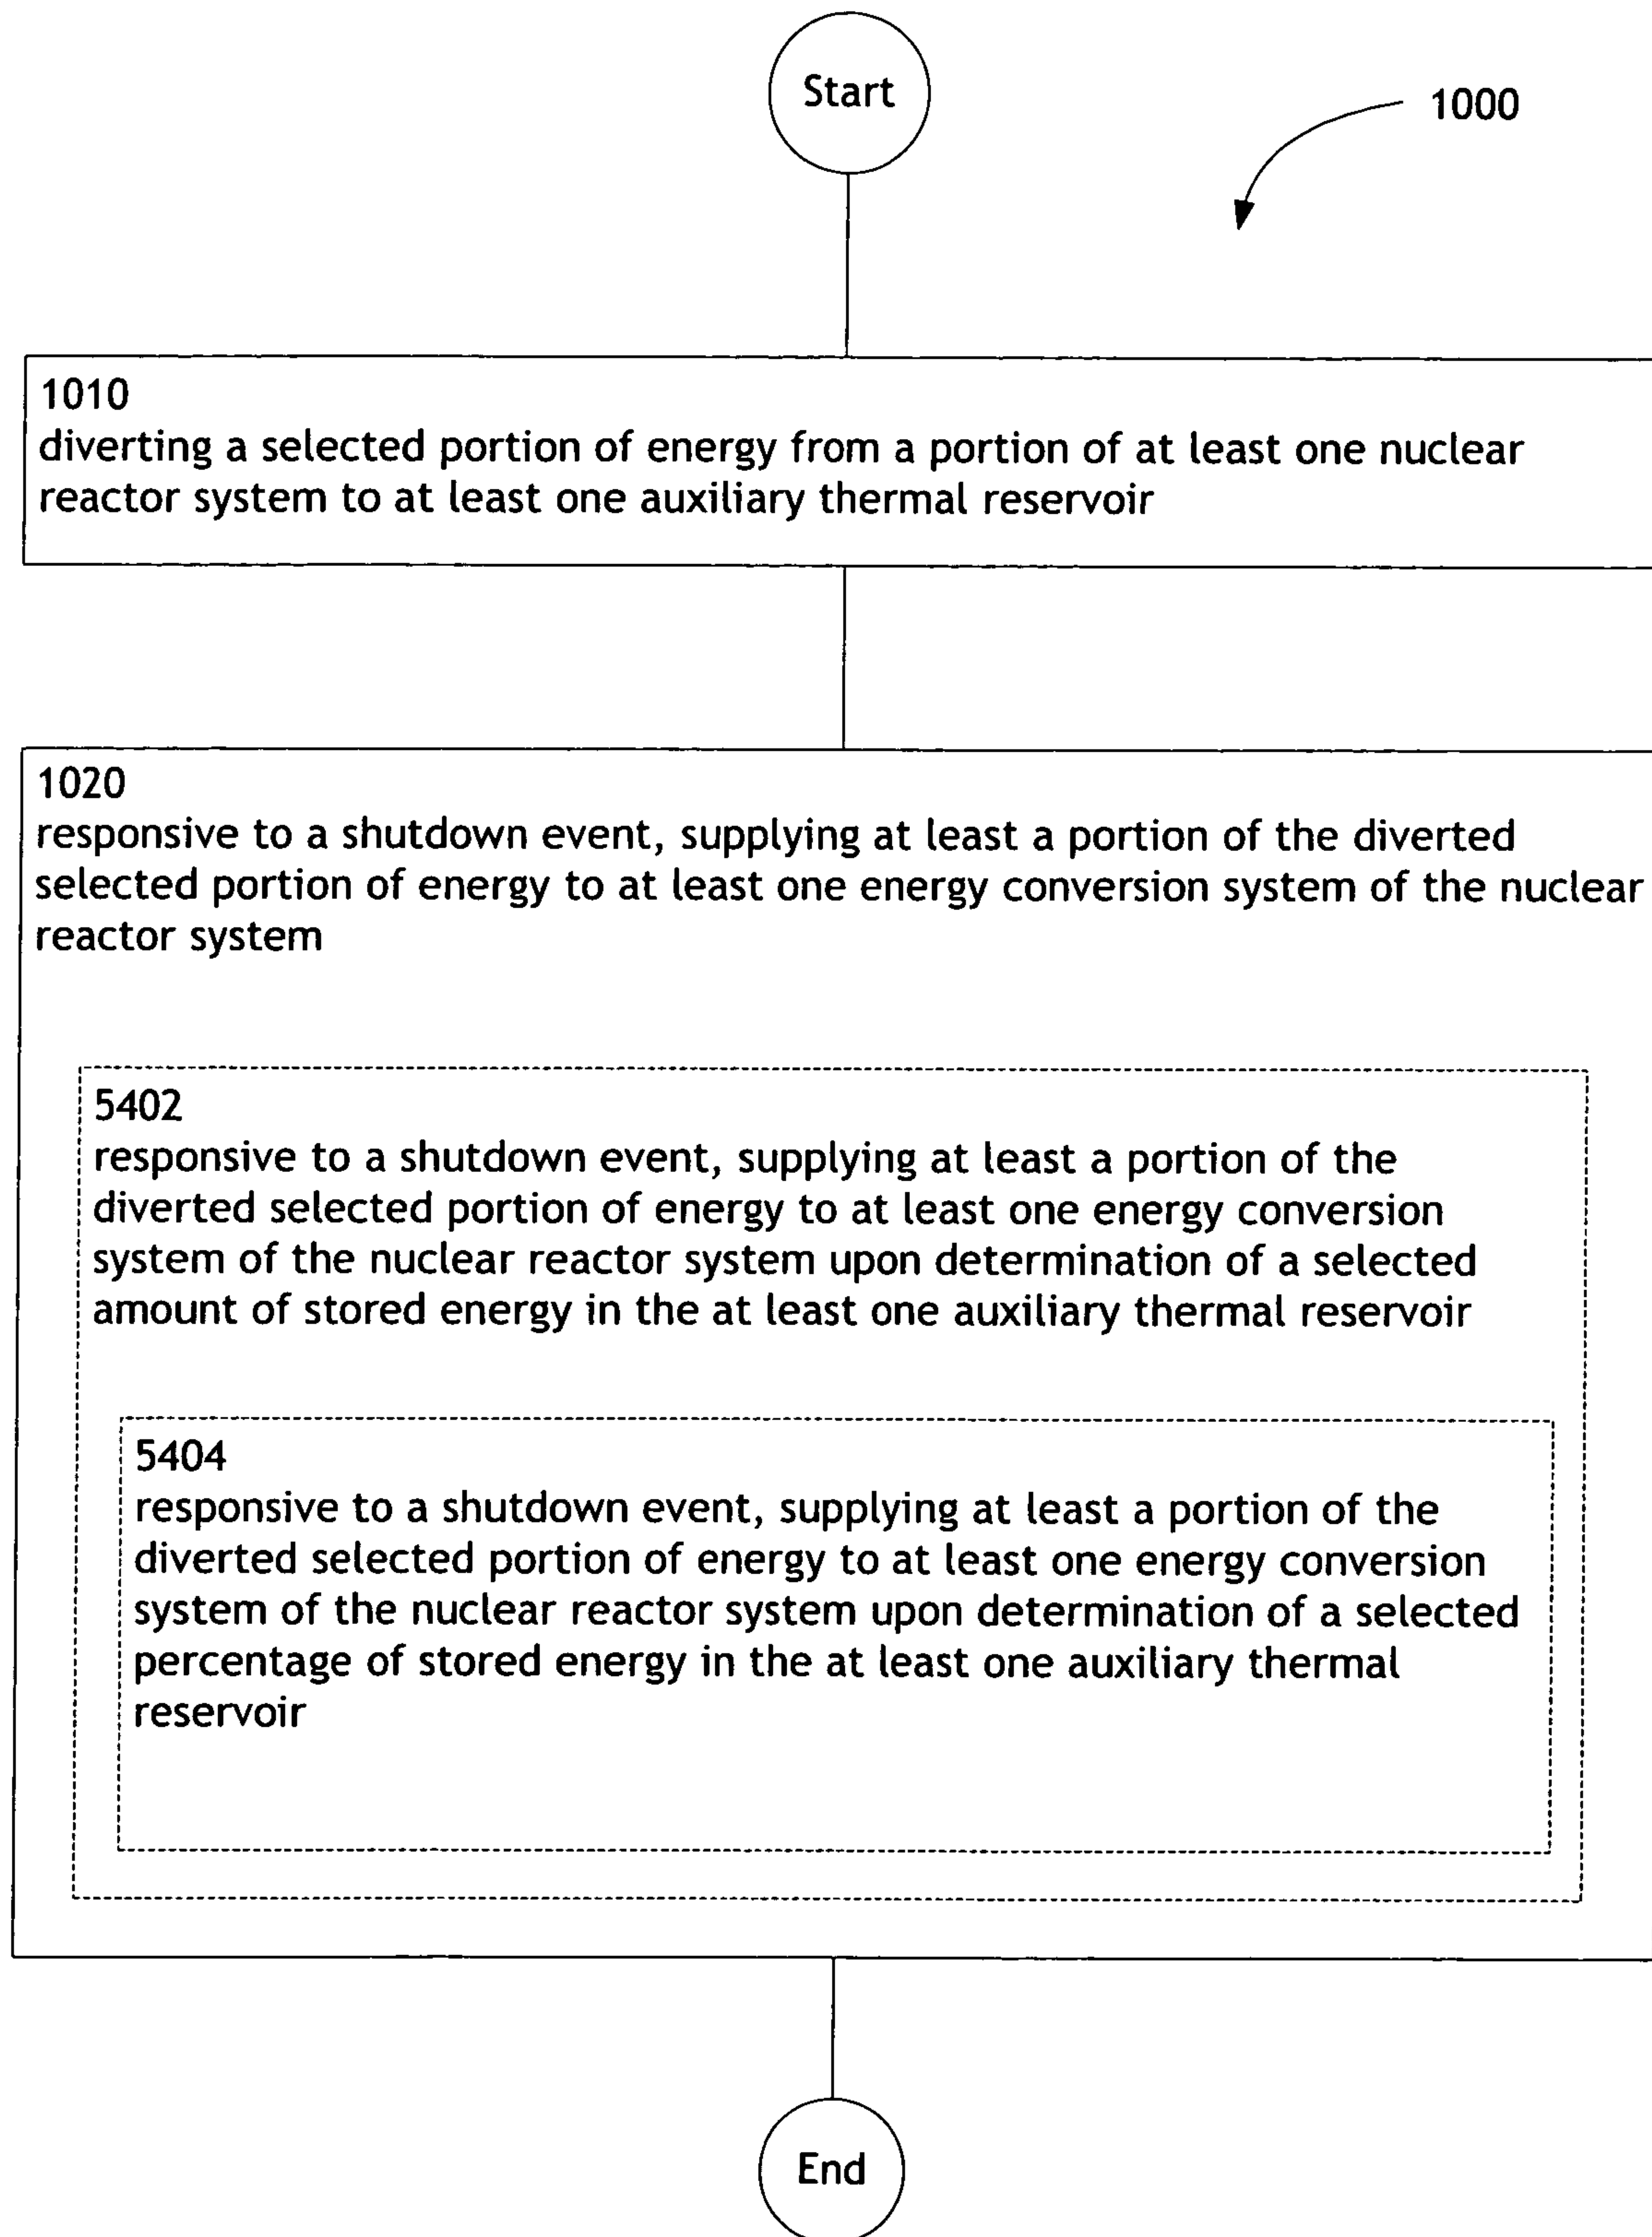 Start
1000
1010
diverting a selected portion of energy from a portion of at least one nuclear
reactor system to at least one auxiliary thermal reservoir
1020
responsive to a shutdown event, supplying at least a portion of the diverted
selected portion of energy to at least one energy conversion system of the nuclear
reactor system
5402
responsive to a shutdown event, supplying at least a portion of the
diverted selected portion of energy to at least one energy conversion
system of the nuclear reactor system upon determination of a selected
amount of stored energy in the at least one auxiliary thermal reservoir
5404
responsive to a shutdown event, supplying at least a portion of the
diverted selected portion of energy to at least one energy conversion
system of the nuclear reactor system upon determination of a selected
percentage of stored energy in the at least one auxiliary thermal
reservoir
End